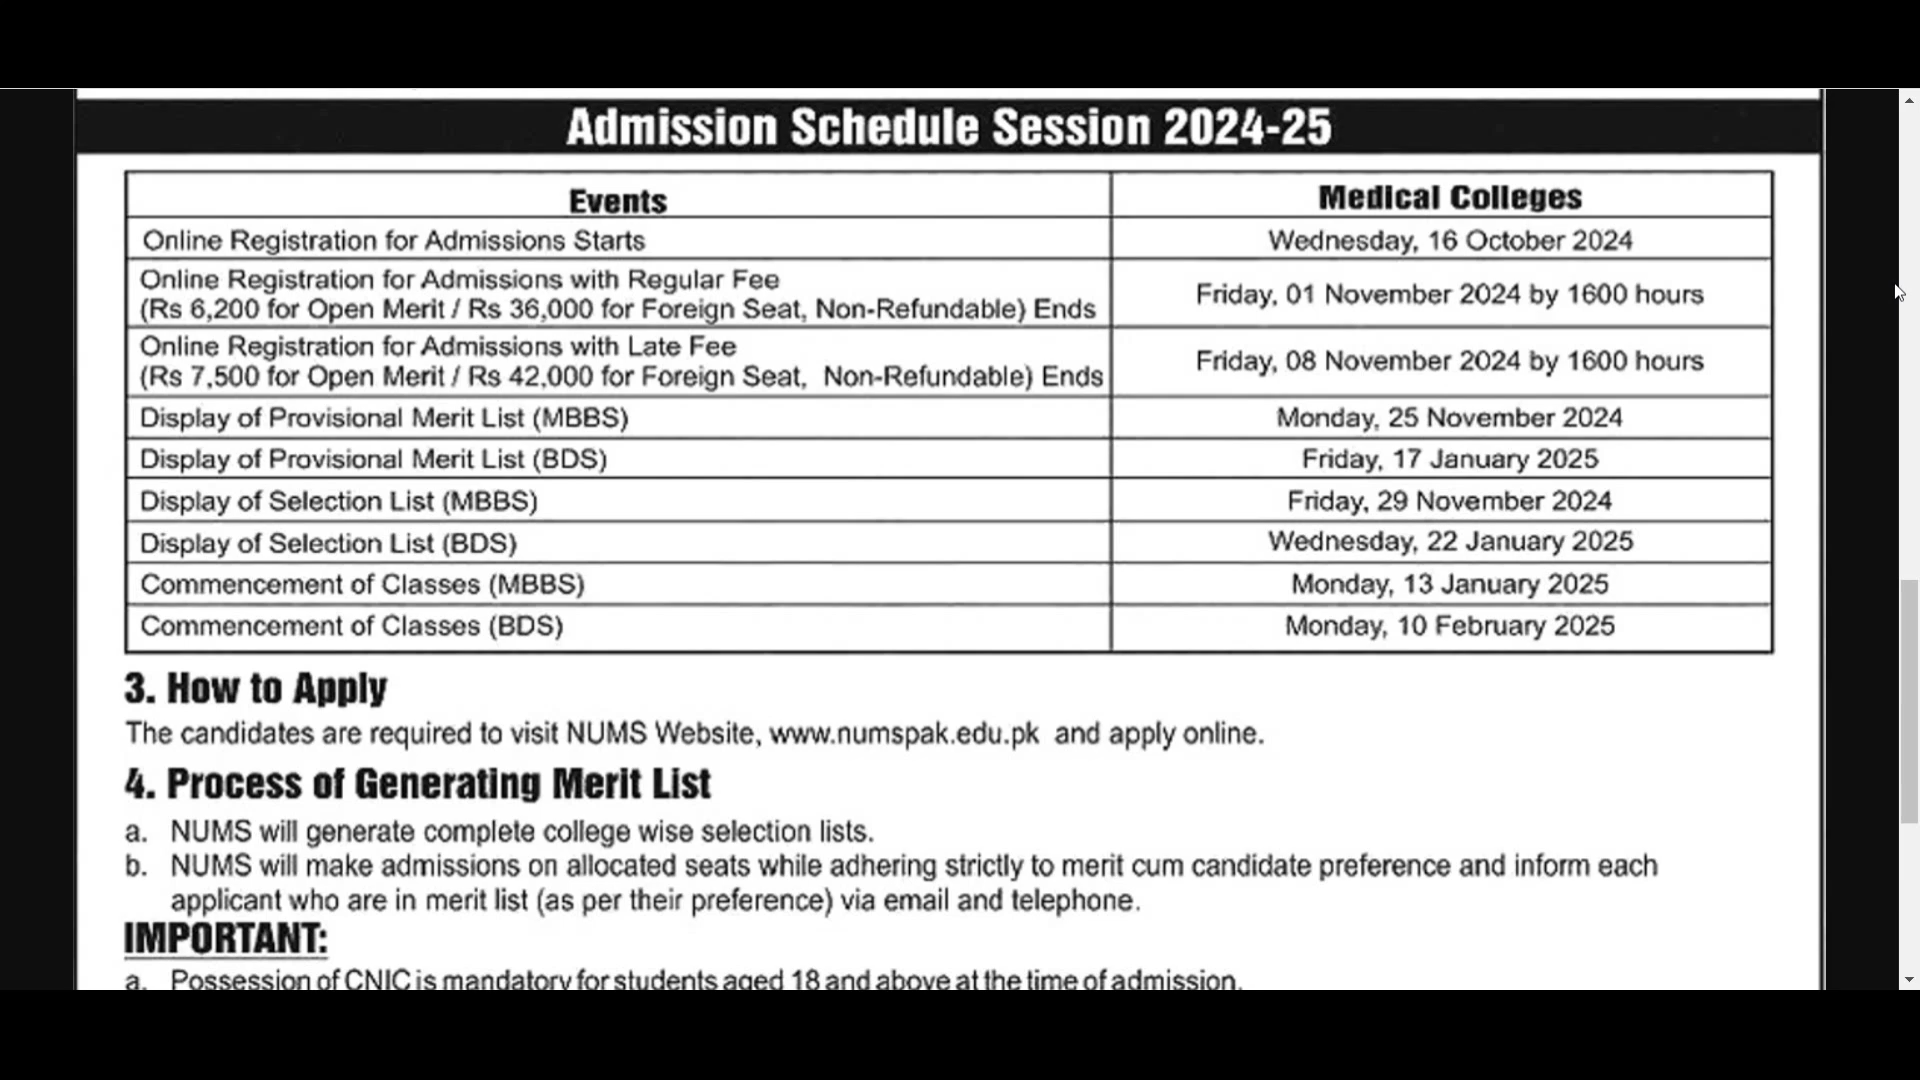 Admission Schedule Session 2024-25
Events
Medical Colleges
Online Registration for Admissions Starts
Wednesday, 16 October 2024
Online Registration for Admissions with Regular Fee
(Rs 6,200 for Open Merit / Rs 36,000 for Foreign Seat, Non-Refundable) Ends
Friday, 01 November 2024 by 1600 hours
Online Registration for Admissions with Late Fee
(Rs 7,500 for Open Merit / Rs 42,000 for Foreign Seat, Non-Refundable) Ends
Friday, 08 November 2024 by 1600 hours
Display of Provisional Merit List (MBBS)
Monday, 25 November 2024
Display of Provisional Merit List (BDS)
Friday, 17 January 2025
Display of Selection List (MBBS)
Friday, 29 November 2024
Display of Selection List (BDS)
Wednesday, 22 January 2025
Commencement of Classes (MBBS)
Monday, 13 January 2025
Commencement of Classes (BDS)
Monday, 10 February 2025
3. How to Apply
The candidates are required to visit NUMS Website, www.numspak.edu.pk and apply online.
4. Process of Generating Merit List
a. NUMS will generate complete college wise selection lists.
b. NUMS will make admissions on allocated seats while adhering strictly to merit cum candidate preference and inform each
applicant who are in merit list (as per their preference) via email and telephone.
IMPORTANT:
a. Possession of CNIC is mandatory for students aged 18 and above at the time of admission.